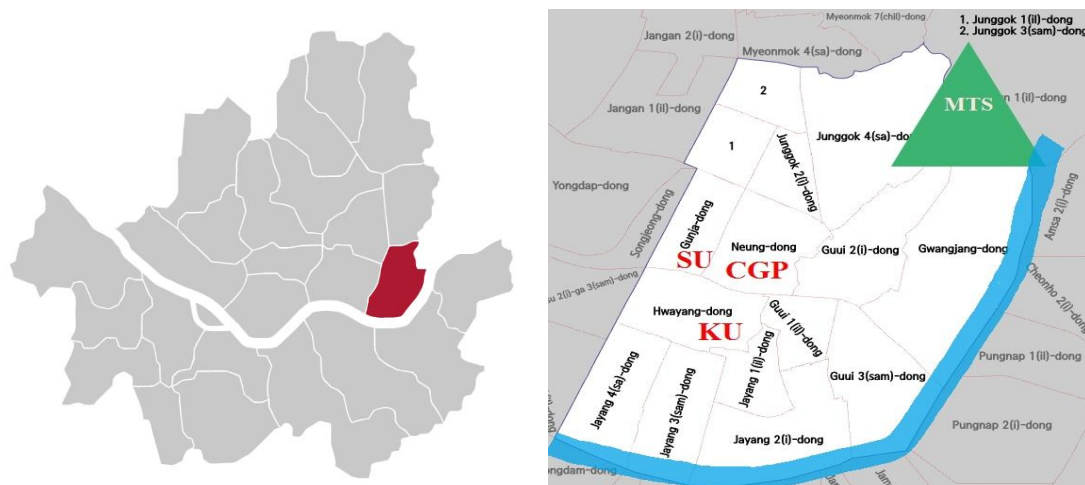 Myeonmok 7(chil)-dong
1. Junggok 1(il)-dong
2. Junggok 3(sam)-dong
Jangan 2(i)-dong
Myeonmok 4(sa)-dong
2
MTS
Jangan 1(il)-dong
1(il)-dong
Junggok 4(sa)-do
1
Junggok 2(i)-dong
Yongdap-dong
Songjeong-dong
Gunja-dong
Neung-dong
Guui 2(i)-dong
Gwangjang-dong
Amsa 2(i)-dong
SU
CGP
su 2(i)-ga 3(sam)-dong
Cheonho 2(i)-dong
Hwayang-dong
KU
Guui 1(il)-dong
Pungnap 1(il)-dong
Jayang 4(sa)-dong
Jayang 3(sam)-dong
Jayang 1(il)-dong
Guui 3(sam)-dong
Jayang 2(i)-dong
Pungnap 2(i)-dong
ongdam-dong